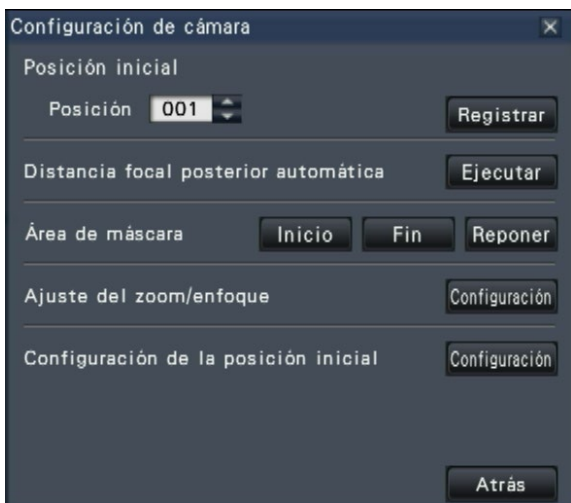 Configuración de cámara
Posición inicial
Posición 001
Registrar
Distancia focal posterior automática Ejecutar
Área de máscara Inicio Fin Reponer
Ajuste del zoom/enfoque Configuración
Configuración de la posición inicial Configuración
Atrás